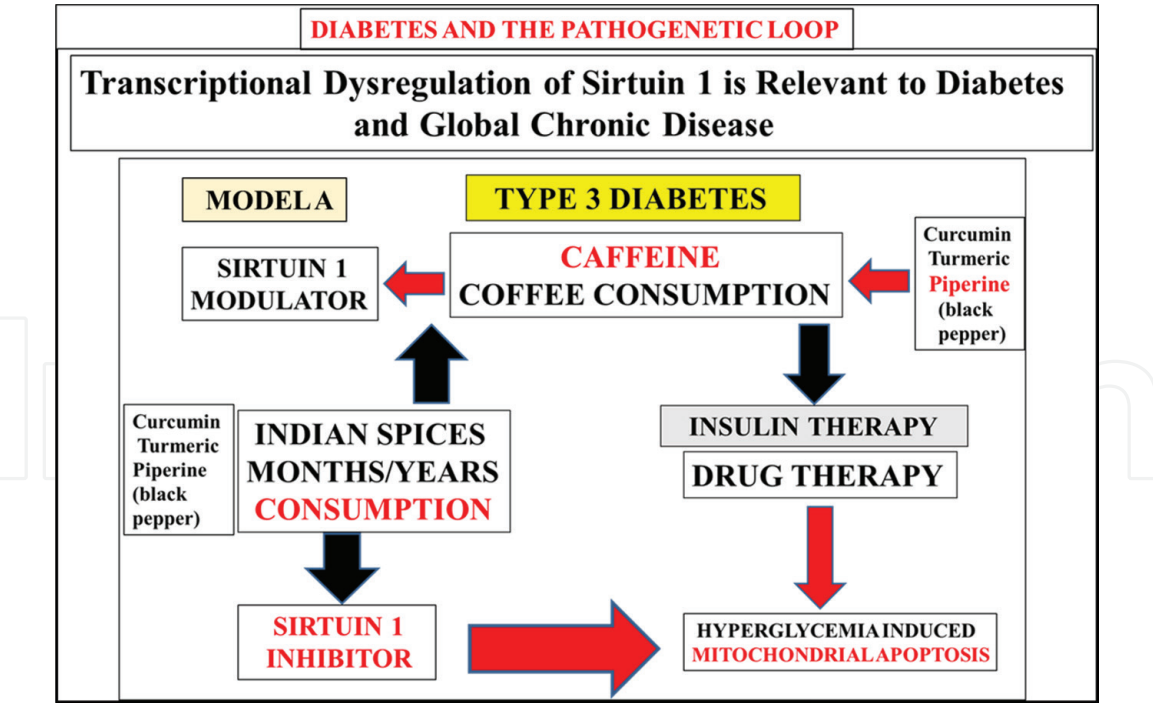 DIABETES AND THE PATHOGENETIC LOOP
Transcriptional Dysregulation of Sirtuin 1 is Relevant to Diabetes
and Global Chronic Disease
MODEL A
TYPE 3 DIABETES
SIRTUIN 1
MODULATOR
CAFFEINE
COFFEE CONSUMPTION
Curcumin
Turmeric
Piperine
(black
pepper)
Curcumin
Turmeric
Piperine
(black
pepper)
INDIAN SPICES
MONTHS/YEARS
CONSUMPTION
INSULIN THERAPY
DRUG THERAPY
SIRTUIN 1
INHIBITOR
HYPERGLYCEMIA INDUCED
MITOCHONDRIAL APOPTOSIS